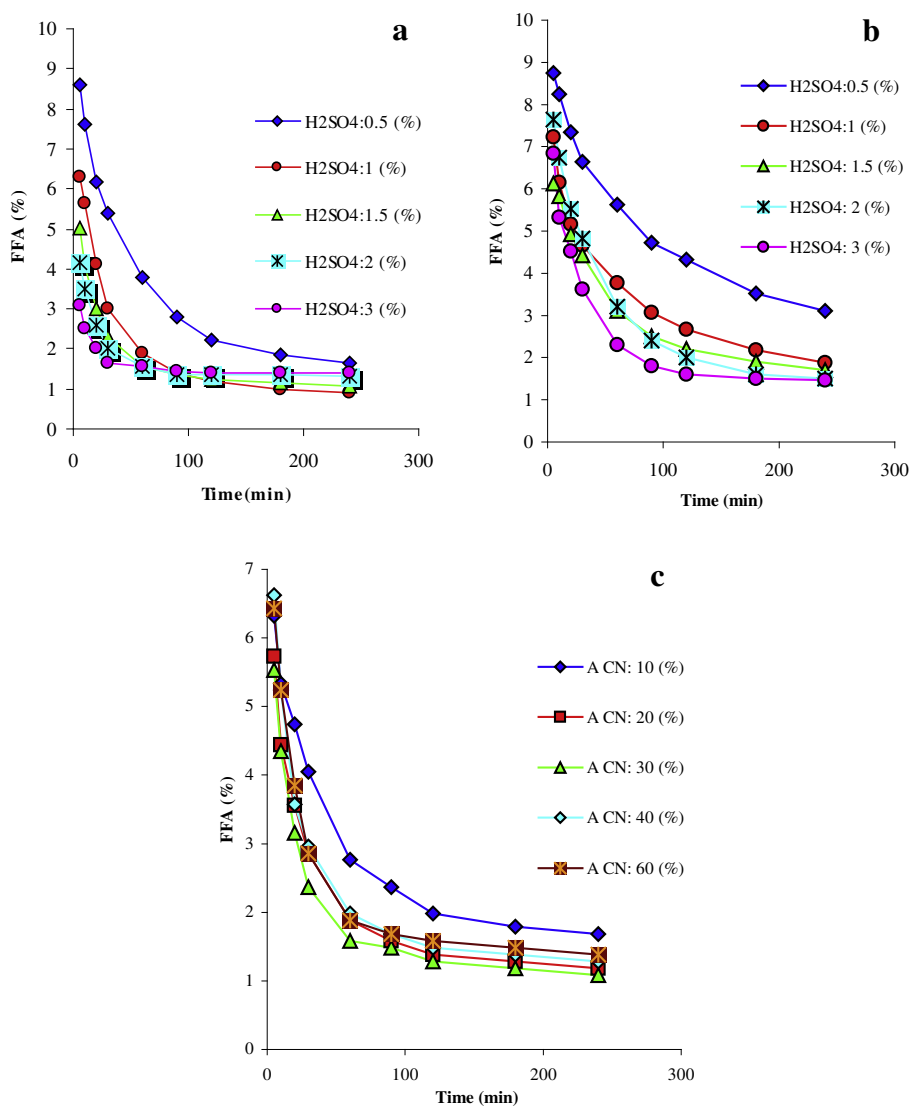 a
10
9
8
7
6
5
4
3
2
1
0
FFA (%)
0 100 200 300
Time (min)
H2SO4:0.5 (%)
H2SO4:1 (%)
H2SO4:1.5 (%)
H2SO4:2 (%)
H2SO4:3 (%)
b
10
9
8
7
6
5
4
3
2
1
0
FFA (%)
0 100 200 300
Time (min)
H2SO4:0.5 (%)
H2SO4:1 (%)
H2SO4: 1.5 (%)
H2SO4: 2 (%)
H2SO4: 3 (%)
c
7
6
5
4
3
2
1
0
FFA (%)
0 100 200 300
Time (min)
A CN: 10 (%)
A CN: 20 (%)
A CN: 30 (%)
A CN: 40 (%)
A CN: 60 (%)